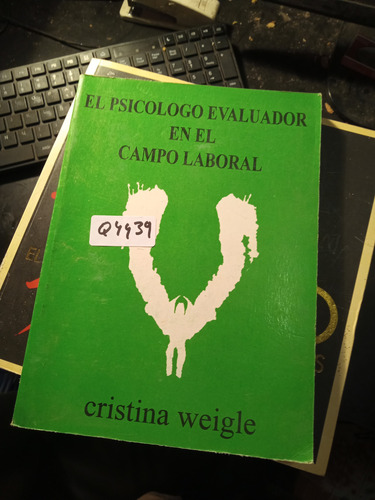 EL PSICOLOGO EVALUADOR
EN EL
CAMPO LABORAL
Q4439
cristina weigle